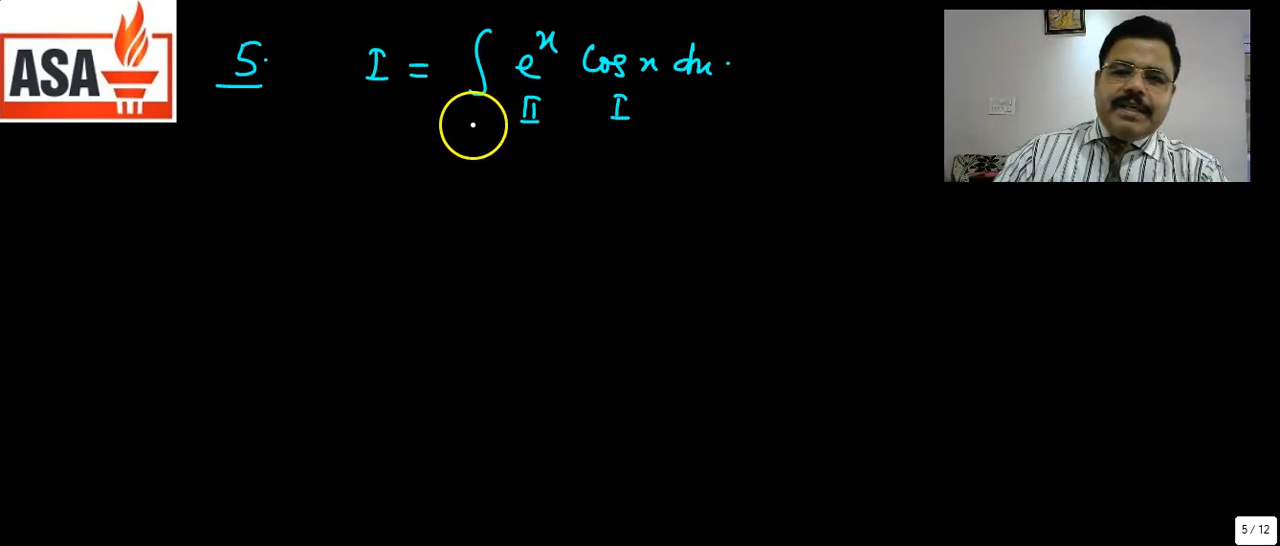 ASA
5. I = ∫ e^x cos x dx.
II I
5 / 12